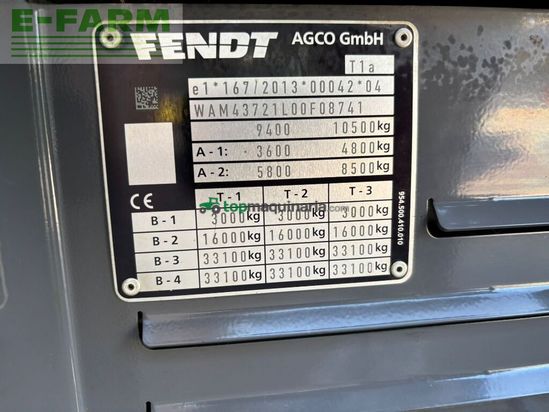 E-FARM
FENDT AGCO GmbH
T1a
e1*167/2013*00042*04
WAM43721L00F08741
9400 10500kg
A - 1: - 3600 4800kg
A - 2: 5800 8500kg
T - 1 T - 2 T - 3
B - 1 3000kg 3000kg 3000kg
B - 2 16000kg 16000kg 16000kg
B - 3 33100kg 33100kg 33100kg
B - 4 33100kg 33100kg 33100kg
CE
954.500.410.010
topmaquinaria.com